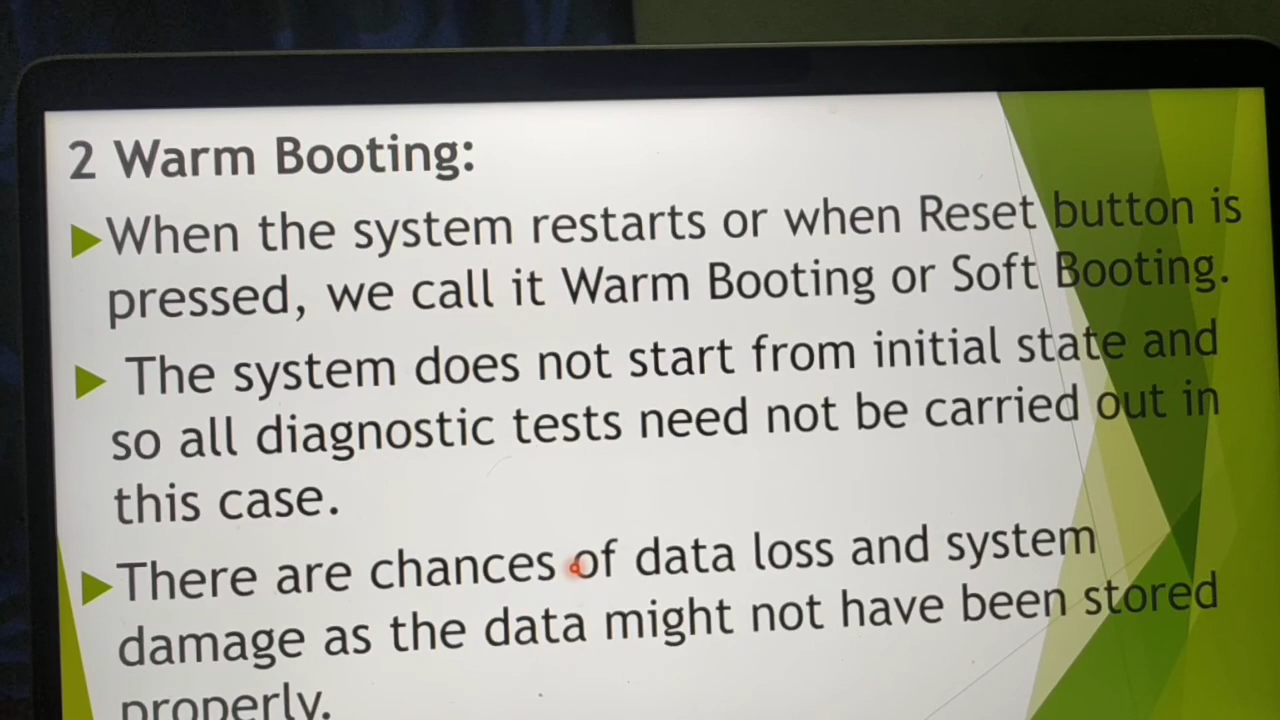 2 Warm Booting:
When the system restarts or when Reset button is
pressed, we call it Warm Booting or Soft Booting.
The system does not start from initial state and
so all diagnostic tests need not be carried out in
this case.
There are chances of data loss and system
damage as the data might not have been stored
properly.